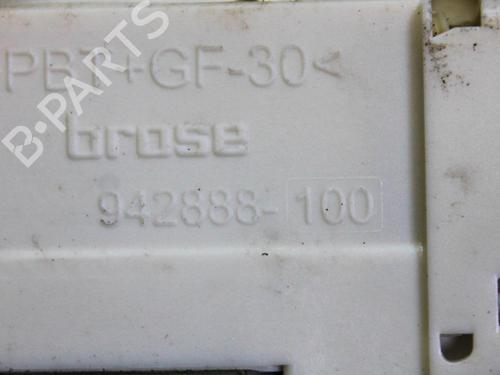 PBT+GF-30<
brose
942888-100
B-PARTS